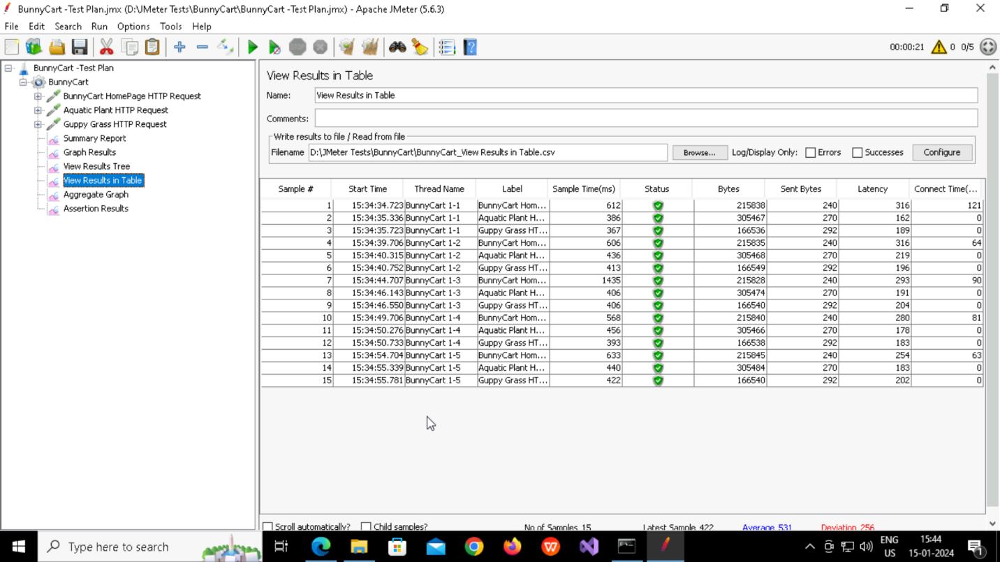 BunnyCart -Test Plan.jmx (D:\JMeter Tests\BunnyCart\BunnyCart -Test Plan.jmx) - Apache JMeter (5.6.3)
File Edit Search Run Options Tools Help
00:00:21 0 0/5
BunnyCart -Test Plan
BunnyCart
BunnyCart HomePage HTTP Request
Aquatic Plant HTTP Request
Guppy Grass HTTP Request
Summary Report
Graph Results
View Results Tree
View Results in Table
Aggregate Graph
Assertion Results
View Results in Table
Name: View Results in Table
Comments:
Write results to file / Read from file
Filename D:\JMeter Tests\BunnyCart\BunnyCart_View Results in Table.csv Browse... Log/Display Only: Errors Successes Configure
Sample # Start Time Thread Name Label Sample Time(ms) Status Bytes Sent Bytes Latency Connect Time(...
1 15:34:34.723 BunnyCart 1-1 BunnyCart Hom... 612 215838 240 316 121
2 15:34:35.336 BunnyCart 1-1 Aquatic Plant H... 386 305467 270 162 0
3 15:34:35.723 BunnyCart 1-1 Guppy Grass HT... 367 166536 292 189 0
4 15:34:39.706 BunnyCart 1-2 BunnyCart Hom... 606 215835 240 316 64
5 15:34:40.315 BunnyCart 1-2 Aquatic Plant H... 436 305468 270 219 0
6 15:34:40.752 BunnyCart 1-2 Guppy Grass HT... 413 166549 292 196 0
7 15:34:44.707 BunnyCart 1-3 BunnyCart Hom... 1435 215828 240 293 90
8 15:34:46.143 BunnyCart 1-3 Aquatic Plant H... 406 305474 270 191 0
9 15:34:46.550 BunnyCart 1-3 Guppy Grass HT... 406 166540 292 204 0
10 15:34:49.706 BunnyCart 1-4 BunnyCart Hom... 568 215840 240 280 81
11 15:34:50.276 BunnyCart 1-4 Aquatic Plant H... 456 305466 270 178 0
12 15:34:50.733 BunnyCart 1-4 Guppy Grass HT... 393 166538 292 183 0
13 15:34:54.704 BunnyCart 1-5 BunnyCart Hom... 633 215845 240 254 63
14 15:34:55.339 BunnyCart 1-5 Aquatic Plant H... 440 305484 270 183 0
15 15:34:55.781 BunnyCart 1-5 Guppy Grass HT... 422 166540 292 202 0
Scroll automatically? Child samples? No of Samples 15 Latest Sample 422 Average 531 Deviation 256
Type here to search
ENG
US
15:44
15-01-2024
1